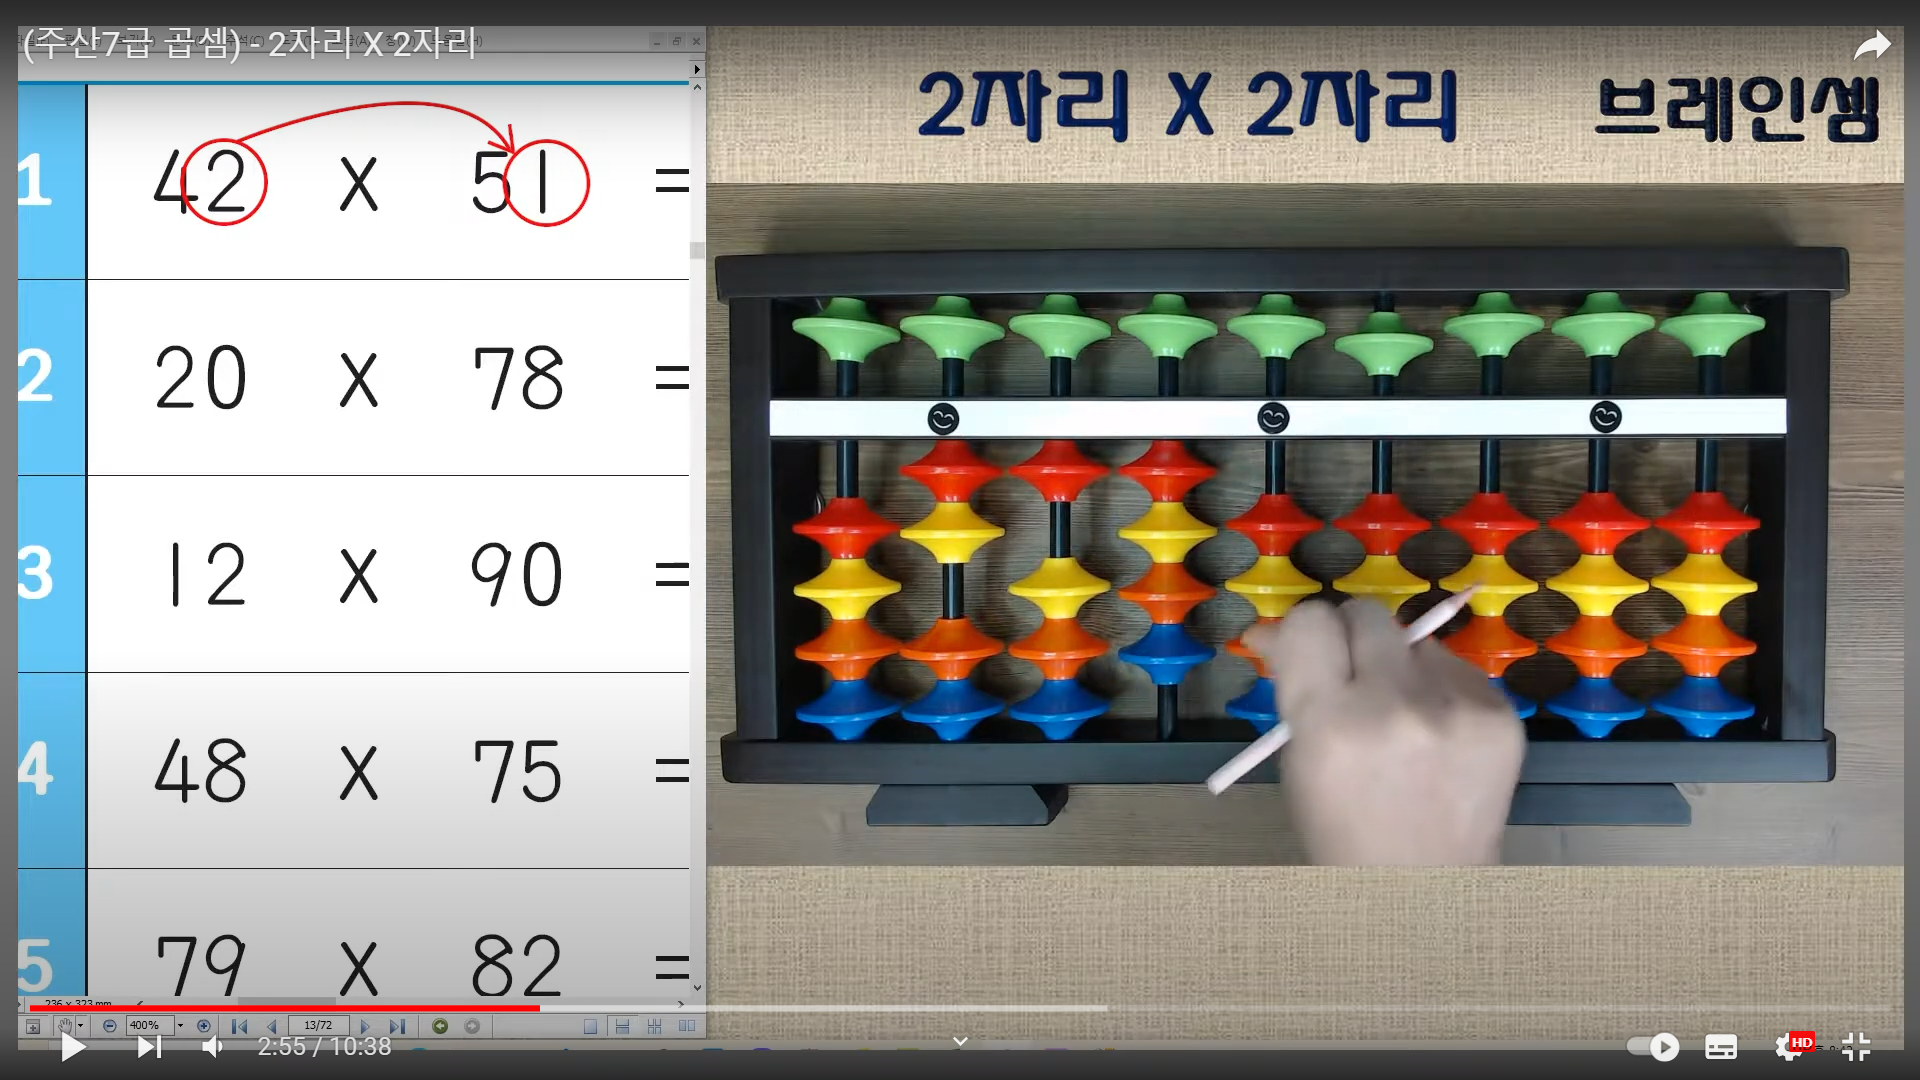 (주산7급 곱셈) - 2자리 X 2자리
2자리 X 2자리
브레인셈
1 42 X 51 =
2 20 X 78 =
3 12 X 90 =
4 48 X 75 =
5 79 X 82 =
236 x 323 mm
400%
13/72
2:55 / 10:38
HD